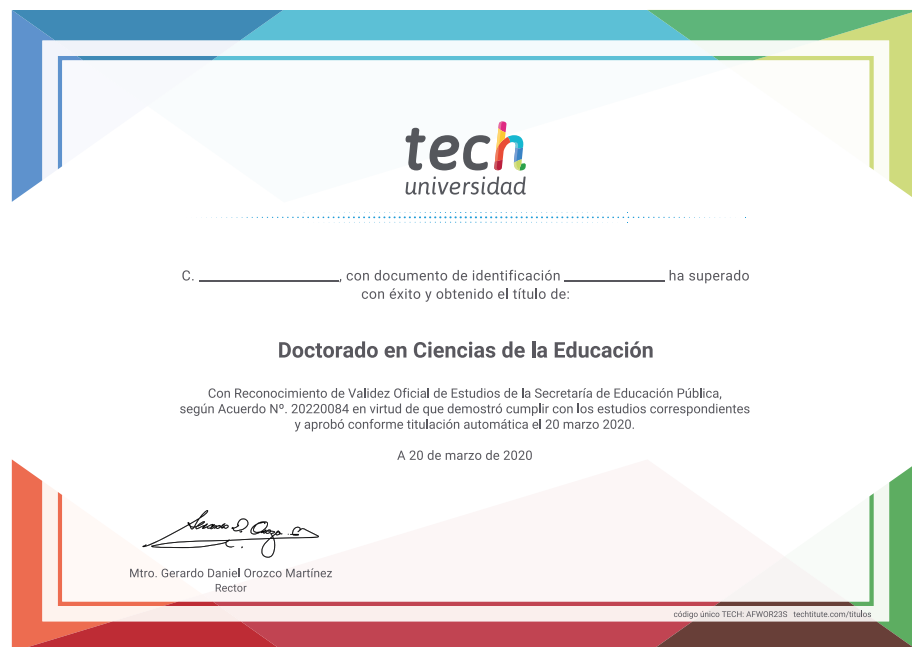 tech
universidad
C. ____________, con documento de identificación ____________ ha superado
con éxito y obtenido el título de:
Doctorado en Ciencias de la Educación
Con Reconocimiento de Validez Oficial de Estudios de la Secretaría de Educación Pública,
según Acuerdo Nº. 20220084 en virtud de que demostró cumplir con los estudios correspondientes
y aprobó conforme titulación automática el 20 marzo 2020.
A 20 de marzo de 2020
Mtro. Gerardo Daniel Orozco Martínez
Rector
código único TECH: AFWOR23S techtitute.com/titulos